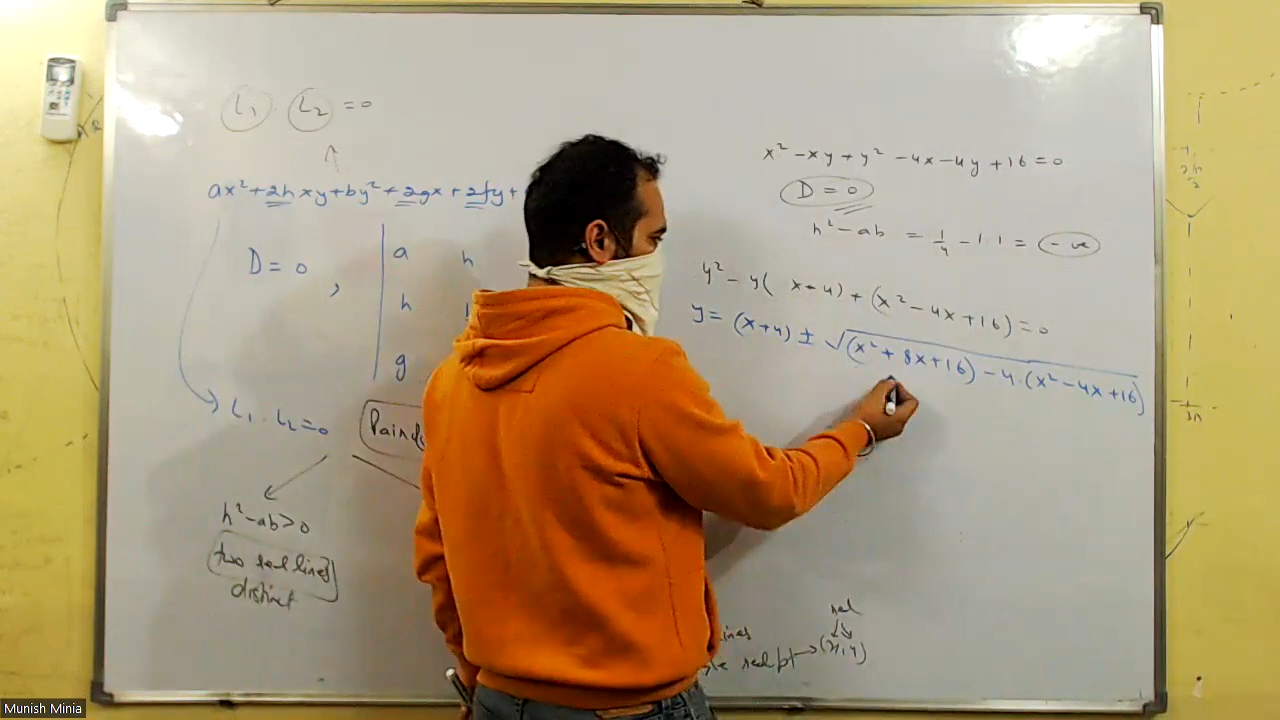 L₁ · L₂ = 0
ax² + 2hxy + by² + 2gx + 2fy +
D = 0 ,
a h
h
g
L₁ · L₂ = 0
h² - ab > 0
two real lines
distinct
x² - xy + y² - 4x - 4y + 16 = 0
D = 0
h² - ab = 1/4 - 1·1 = -ve
y² - y( x + 4) + (x² - 4x + 16) = 0
y = (x+4) ± √(x² + 8x + 16) - 4·(x² - 4x + 16)
real
real pt → (x, y)
Munish Minia